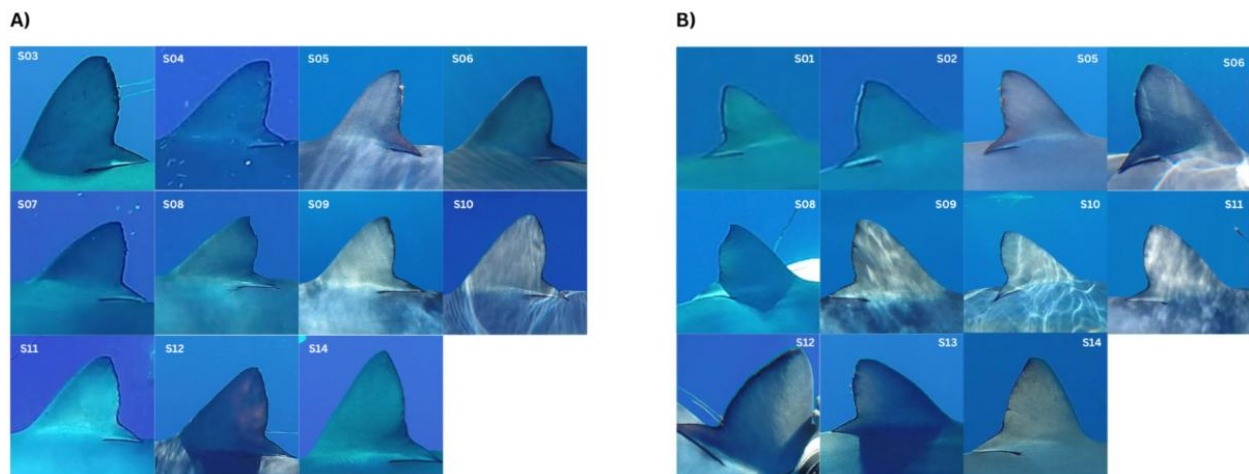 A)
S03 S04 S05 S06
S07 S08 S09 S10
S11 S12 S14
B)
S01 S02 S05 S06
S08 S09 S10 S11
S12 S13 S14